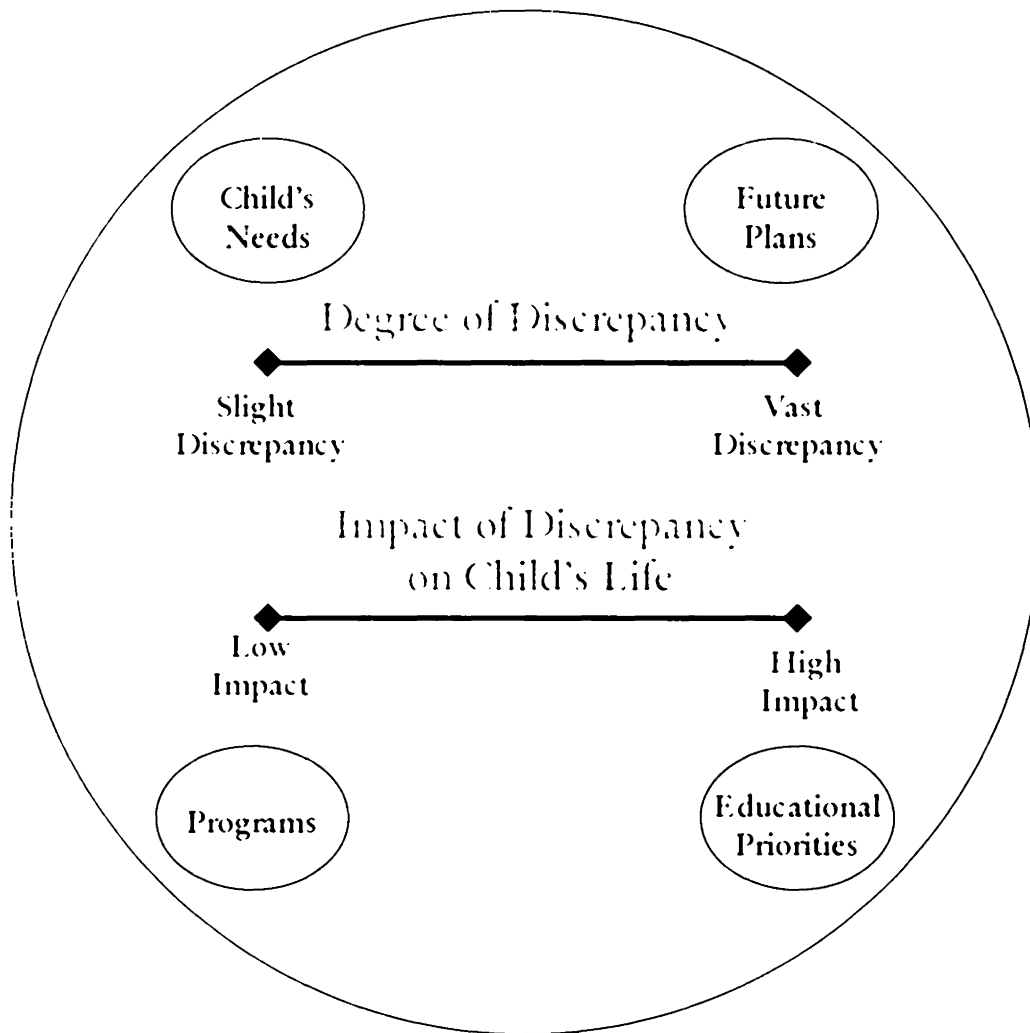 Child's
Needs
Future
Plans
Degree of Discrepancy
Slight
Discrepancy
Vast
Discrepancy
Impact of Discrepancy
on Child's Life
Low
Impact
High
Impact
Programs
Educational
Priorities